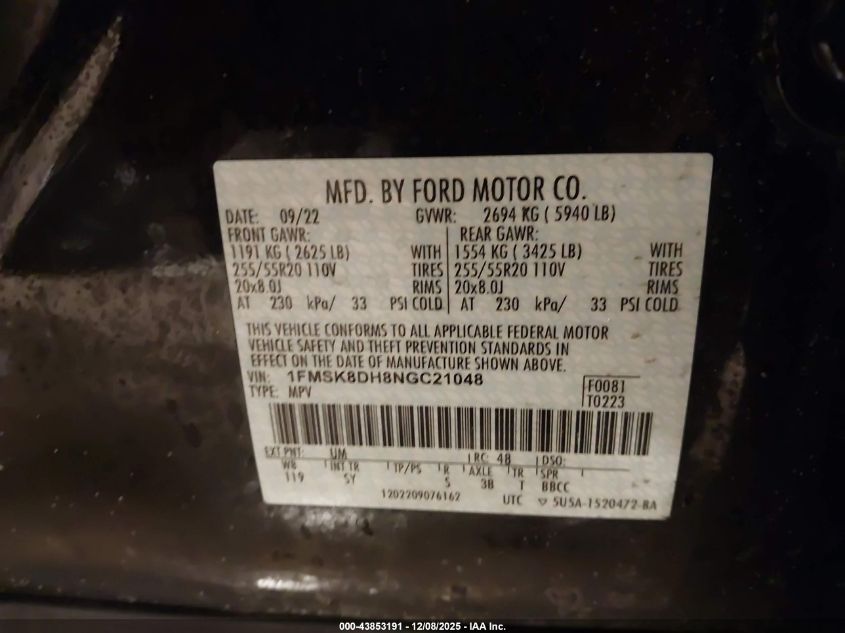 MFD. BY FORD MOTOR CO.
DATE: 09/22 GVWR: 2694 KG ( 5940 LB)
FRONT GAWR: REAR GAWR:
1191 KG ( 2625 LB) WITH 1554 KG ( 3425 LB) WITH
255/55R20 110V TIRES 255/55R20 110V TIRES
20x8.0J RIMS 20x8.0J RIMS
AT 230 kPa/ 33 PSI COLD AT 230 kPa/ 33 PSI COLD
THIS VEHICLE CONFORMS TO ALL APPLICABLE FEDERAL MOTOR
VEHICLE SAFETY AND THEFT PREVENTION STANDARDS IN
EFFECT ON THE DATE OF MANUFACTURE SHOWN ABOVE.
VIN: 1FMSK8DH8NGC21048 F0081
TYPE: MPV T0223
EXT PNT: UM RC: 48 DSO:
WB INT TR TP/PS R AXLE TR SPR
119 SY S 3B T BBCC
1202209076162 UTC 5U5A-1520472-BA
000-43853191 - 12/08/2025 - IAA Inc.